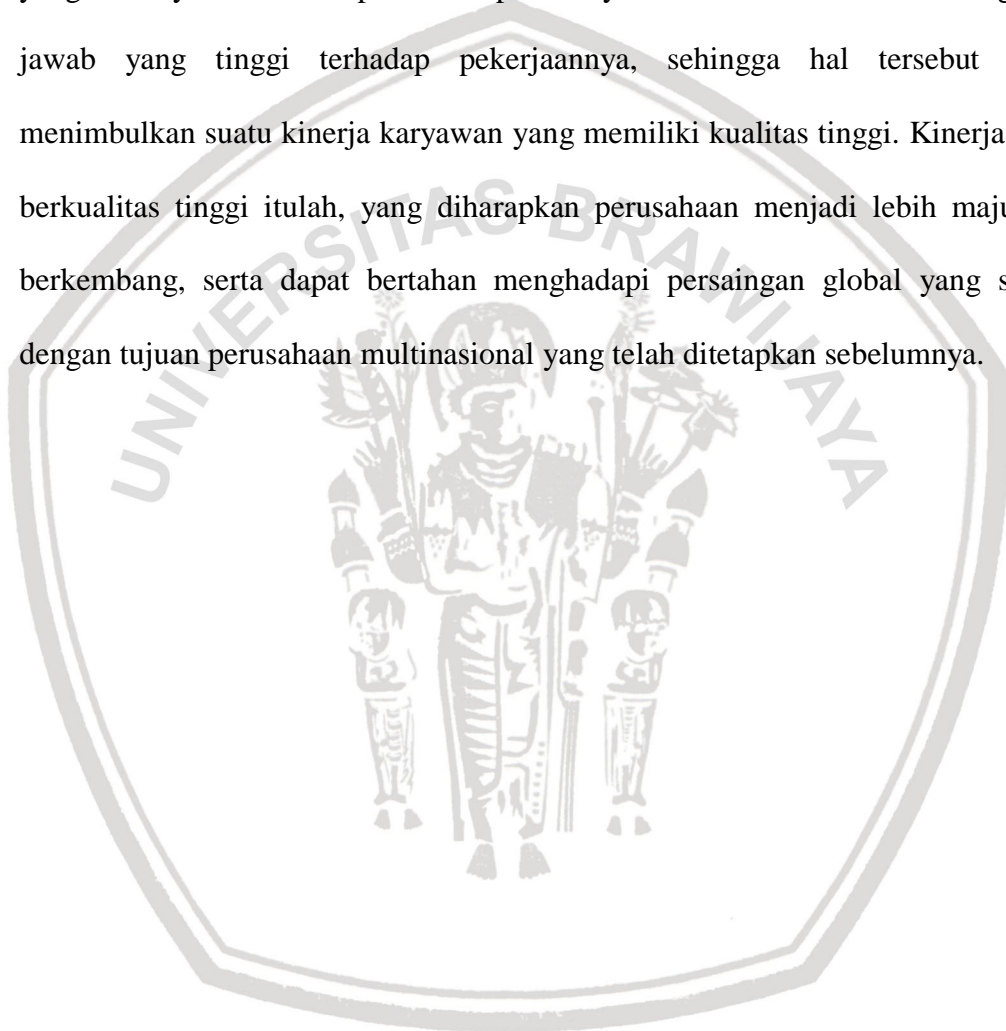 jawab yang tinggi terhadap pekerjaannya, sehingga hal tersebut
menimbulkan suatu kinerja karyawan yang memiliki kualitas tinggi. Kinerja
berkualitas tinggi itulah, yang diharapkan perusahaan menjadi lebih maju
berkembang, serta dapat bertahan menghadapi persaingan global yang
dengan tujuan perusahaan multinasional yang telah ditetapkan sebelumnya.
UNIVERSITAS BRAWIJAYA